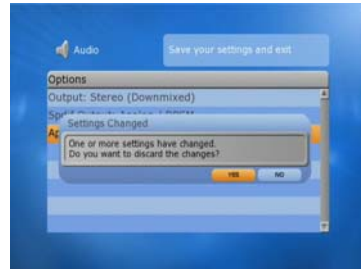 Audio
Save your settings and exit
Options
Output: Stereo (Downmixed)
Settings Changed
One or more settings have changed.
Do you want to discard the changes?
YES
NO